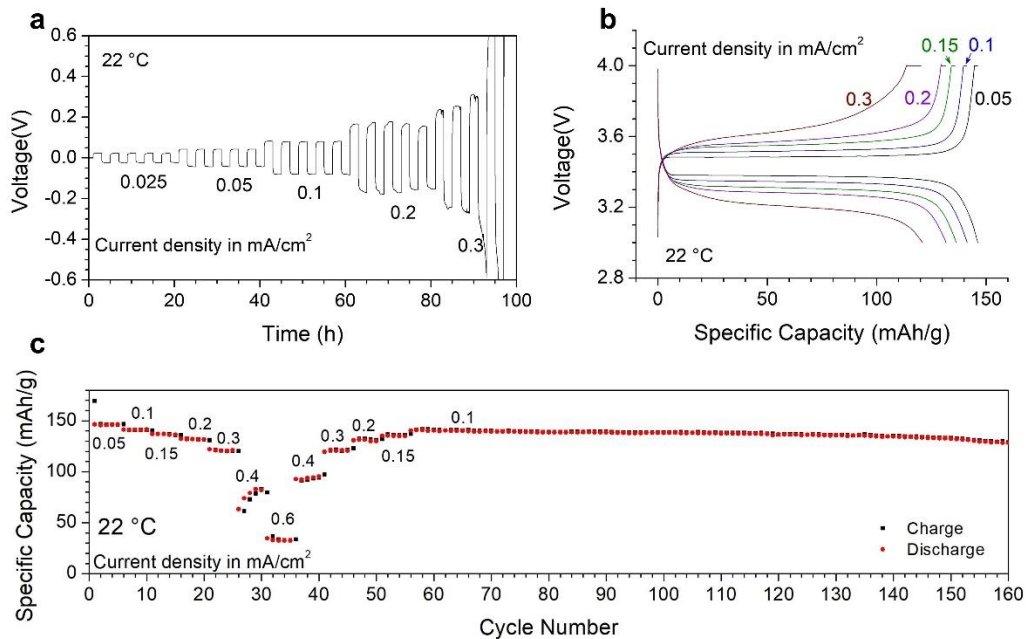 a
22 °C
0.6
0.4
0.2
0.0
-0.2
-0.4
-0.6
Voltage(V)
0.025
0.05
0.1
0.2
0.3
Current density in mA/cm²
0 20 40 60 80 100
Time (h)
b
Current density in mA/cm²
0.15
0.1
0.3
0.2
0.05
4.0
3.6
3.2
2.8
Voltage(V)
22 °C
0 50 100 150
Specific Capacity (mAh/g)
c
Specific Capacity (mAh/g)
150
100
50
0
0.05
0.1
0.15
0.2
0.3
0.4
0.6
0.4
0.3
0.2
0.15
0.1
22 °C
Current density in mA/cm²
Charge
Discharge
0 10 20 30 40 50 60 70 80 90 100 110 120 130 140 150 160
Cycle Number